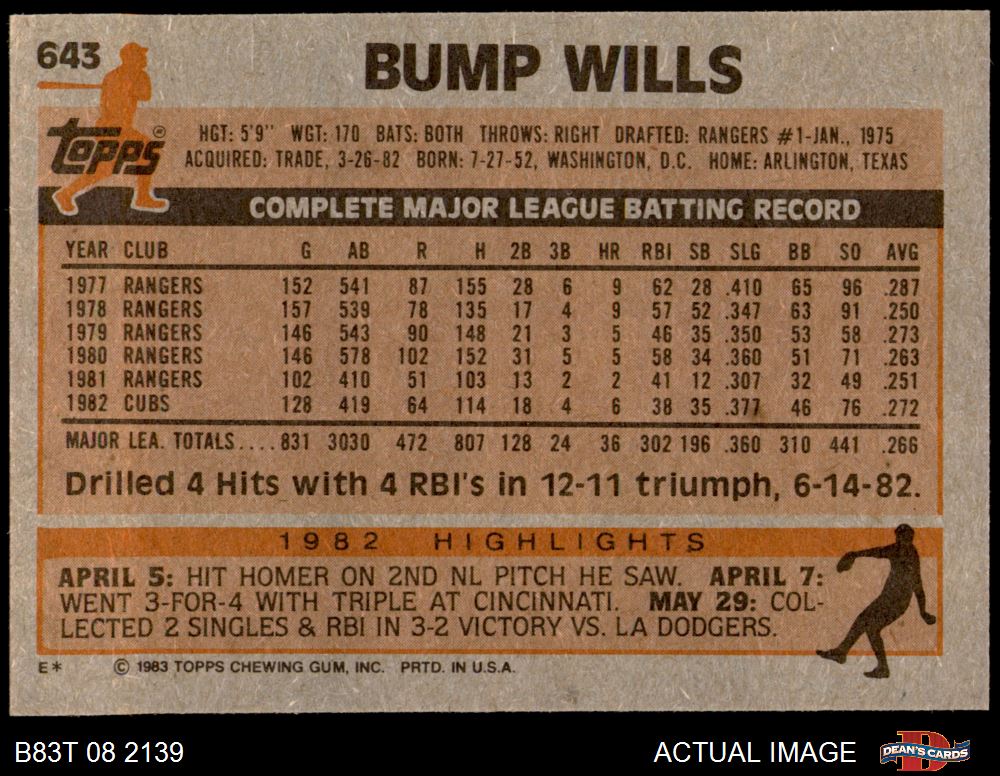 643
BUMP WILLS
Topps®
HGT: 5'9" WGT: 170 BATS: BOTH THROWS: RIGHT DRAFTED: RANGERS #1-JAN., 1975
ACQUIRED: TRADE, 3-26-82 BORN: 7-27-52, WASHINGTON, D.C. HOME: ARLINGTON, TEXAS
COMPLETE MAJOR LEAGUE BATTING RECORD
YEAR CLUB G AB R H 2B 3B HR RBI SB SLG BB SO AVG
1977 RANGERS 152 541 87 155 28 6 9 62 28 .410 65 96 .287
1978 RANGERS 157 539 78 135 17 4 9 57 52 .347 63 91 .250
1979 RANGERS 146 543 90 148 21 3 5 46 35 .350 53 58 .273
1980 RANGERS 146 578 102 152 31 5 5 58 34 .360 51 71 .263
1981 RANGERS 102 410 51 103 13 2 2 41 12 .307 32 49 .251
1982 CUBS 128 419 64 114 18 4 6 38 35 .377 46 76 .272
MAJOR LEA. TOTALS.... 831 3030 472 807 128 24 36 302 196 .360 310 441 .266
Drilled 4 Hits with 4 RBI's in 12-11 triumph, 6-14-82.
1982 HIGHLIGHTS
APRIL 5: HIT HOMER ON 2ND NL PITCH HE SAW. APRIL 7:
WENT 3-FOR-4 WITH TRIPLE AT CINCINNATI. MAY 29: COL-
LECTED 2 SINGLES & RBI IN 3-2 VICTORY VS. LA DODGERS.
E* © 1983 TOPPS CHEWING GUM, INC. PRTD. IN U.S.A.
B83T 08 2139
ACTUAL IMAGE
D
DEAN'S CARDS